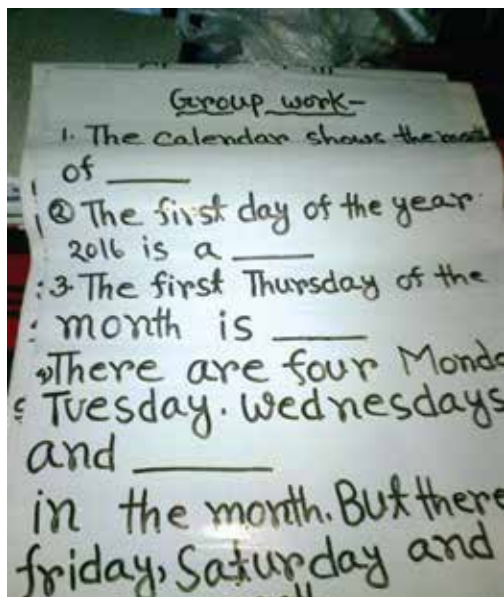 Group work-
1. The calendar shows the
of ____
② The first day of the year
2016 is a ____
3. The first Thursday of the
month is ____
There are four Monda
Tuesday. Wednesdays
and ____
in the month. But there
friday, Saturday and